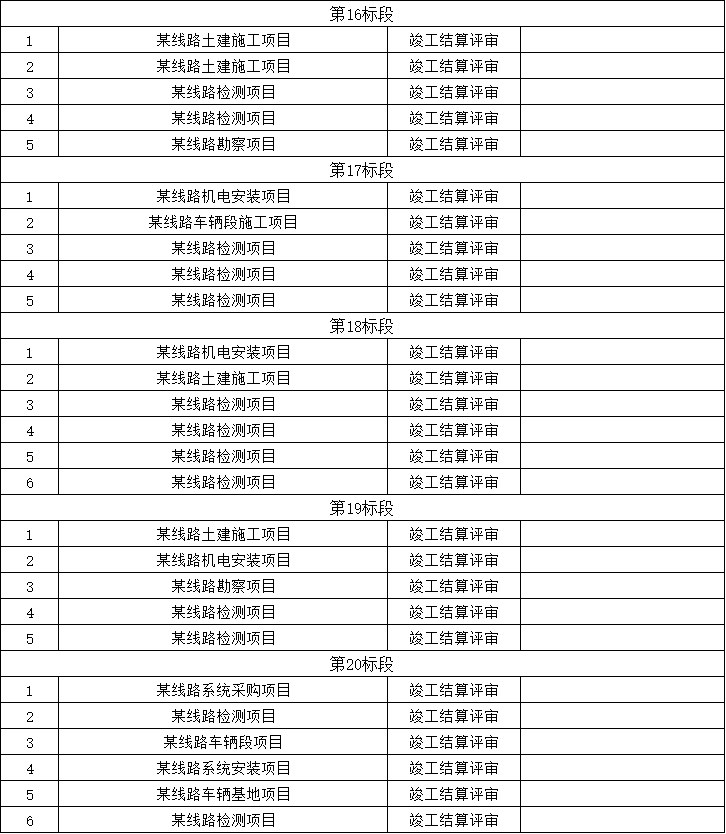 第16标段
1 某线路土建施工项目 竣工结算评审
2 某线路土建施工项目 竣工结算评审
3 某线路检测项目 竣工结算评审
4 某线路检测项目 竣工结算评审
5 某线路勘察项目 竣工结算评审
第17标段
1 某线路机电安装项目 竣工结算评审
2 某线路车辆段施工项目 竣工结算评审
3 某线路检测项目 竣工结算评审
4 某线路检测项目 竣工结算评审
5 某线路检测项目 竣工结算评审
第18标段
1 某线路机电安装项目 竣工结算评审
2 某线路土建施工项目 竣工结算评审
3 某线路检测项目 竣工结算评审
4 某线路检测项目 竣工结算评审
5 某线路检测项目 竣工结算评审
6 某线路检测项目 竣工结算评审
第19标段
1 某线路土建施工项目 竣工结算评审
2 某线路机电安装项目 竣工结算评审
3 某线路勘察项目 竣工结算评审
4 某线路检测项目 竣工结算评审
5 某线路检测项目 竣工结算评审
第20标段
1 某线路系统采购项目 竣工结算评审
2 某线路检测项目 竣工结算评审
3 某线路车辆段项目 竣工结算评审
4 某线路系统安装项目 竣工结算评审
5 某线路车辆基地项目 竣工结算评审
6 某线路检测项目 竣工结算评审